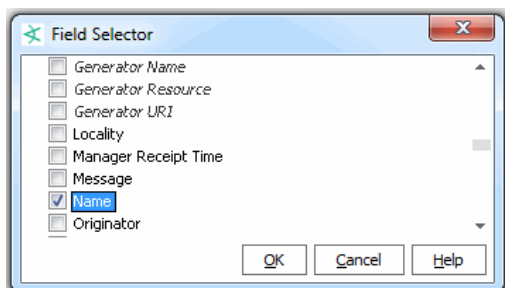 Field Selector
Generator Name
Generator Resource
Generator URI
Locality
Manager Receipt Time
Message
Name
Originator
OK Cancel Help